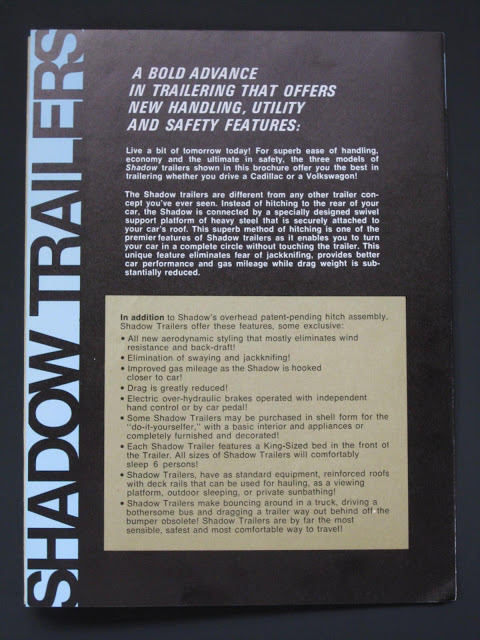 SHADOW TRAILERS
A BOLD ADVANCE
IN TRAILERING THAT OFFERS
NEW HANDLING, UTILITY
AND SAFETY FEATURES:
Live a bit of tomorrow today! For superb ease of handling,
economy and the ultimate in safety, the three models of
Shadow trailers shown in this brochure offer you the best in
trailering whether you drive a Cadillac or a Volkswagon!
The Shadow trailers are different from any other trailer con-
cept you've ever seen. Instead of hitching to the rear of your
car, the Shadow is connected by a specially designed swivel
support platform of heavy steel that is securely attached to
your car's roof. This superb method of hitching is one of the
premier features of Shadow trailers as it enables you to turn
your car in a complete circle without touching the trailer. This
unique feature eliminates fear of jackknifing, provides better
car performance and gas mileage while drag weight is sub-
stantially reduced.
In addition to Shadow's overhead patent-pending hitch assembly,
Shadow Trailers offer these features, some exclusive:
• All new aerodynamic styling that mostly eliminates wind
resistance and back-draft!
• Elimination of swaying and jackknifing!
• Improved gas mileage as the Shadow is hooked
closer to car!
• Drag is greatly reduced!
• Electric over-hydraulic brakes operated with independent
hand control or by car pedal!
• Some Shadow Trailers may be purchased in shell form for the
"do-it-yourselfer," with a basic interior and appliances or
completely furnished and decorated!
• Each Shadow Trailer features a King-Sized bed in the front of
the Trailer. All sizes of Shadow Trailers will comfortably
sleep 6 persons!
• Shadow Trailers, have as standard equipment, reinforced roofs
with deck rails that can be used for hauling, as a viewing
platform, outdoor sleeping, or private sunbathing!
• Shadow Trailers make bouncing around in a truck, driving a
bothersome bus and dragging a trailer way out behind off the
bumper obsolete! Shadow Trailers are by far the most
sensible, safest and most comfortable way to travel!